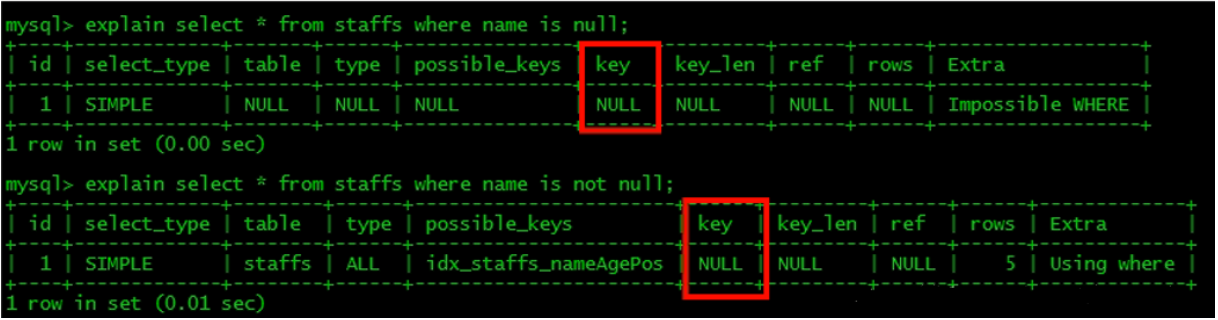 mysql> explain select * from staffs where name is null;
+----+-------------+-------+------+---------------+------+---------+------+------+------------------+
| id | select_type | table | type | possible_keys | key | key_len | ref | rows | Extra |
+----+-------------+-------+------+---------------+------+---------+------+------+------------------+
| 1 | SIMPLE | NULL | NULL | NULL | NULL | NULL | NULL | NULL | Impossible WHERE |
+----+-------------+-------+------+---------------+------+---------+------+------+------------------+
1 row in set (0.00 sec)
mysql> explain select * from staffs where name is not null;
+----+-------------+--------+------+-----------------------+------+---------+------+------+-------------+
| id | select_type | table | type | possible_keys | key | key_len | ref | rows | Extra |
+----+-------------+--------+------+-----------------------+------+---------+------+------+-------------+
| 1 | SIMPLE | staffs | ALL | idx_staffs_nameAgePos | NULL | NULL | NULL | 5 | Using where |
+----+-------------+--------+------+-----------------------+------+---------+------+------+-------------+
1 row in set (0.01 sec)